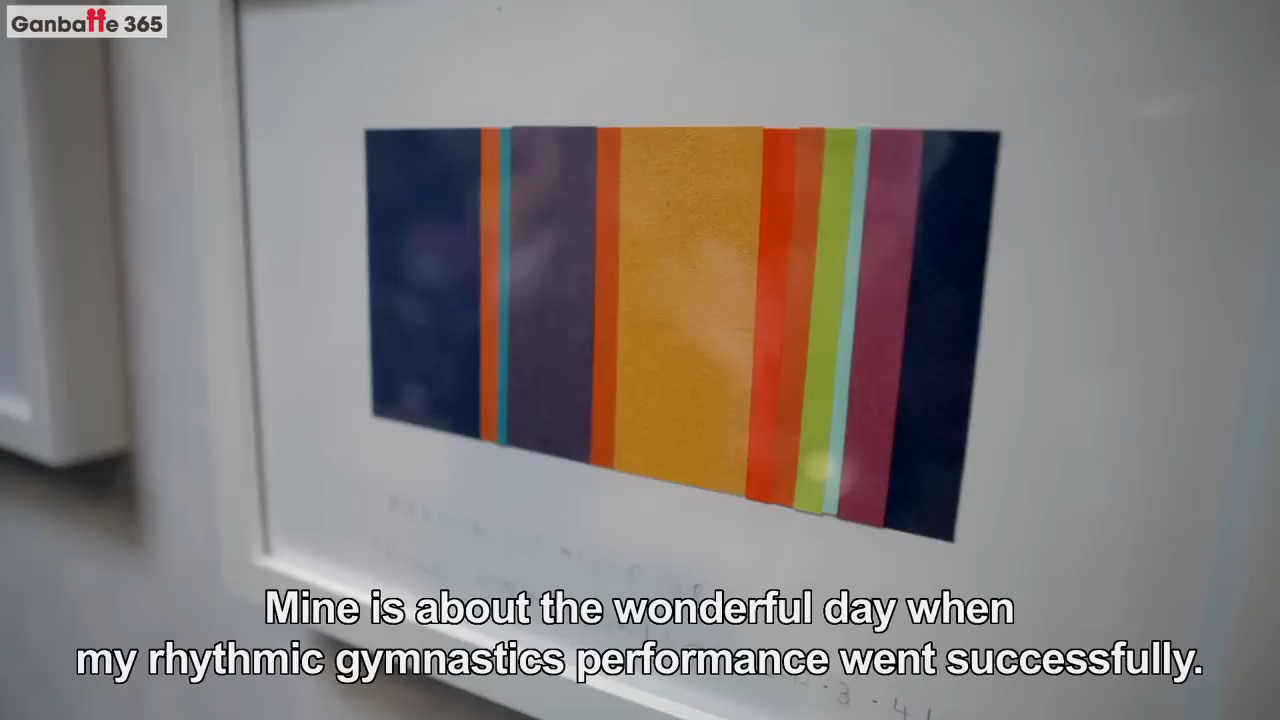 Ganbatte 365
Mine is about the wonderful day when
my rhythmic gymnastics performance went successfully.